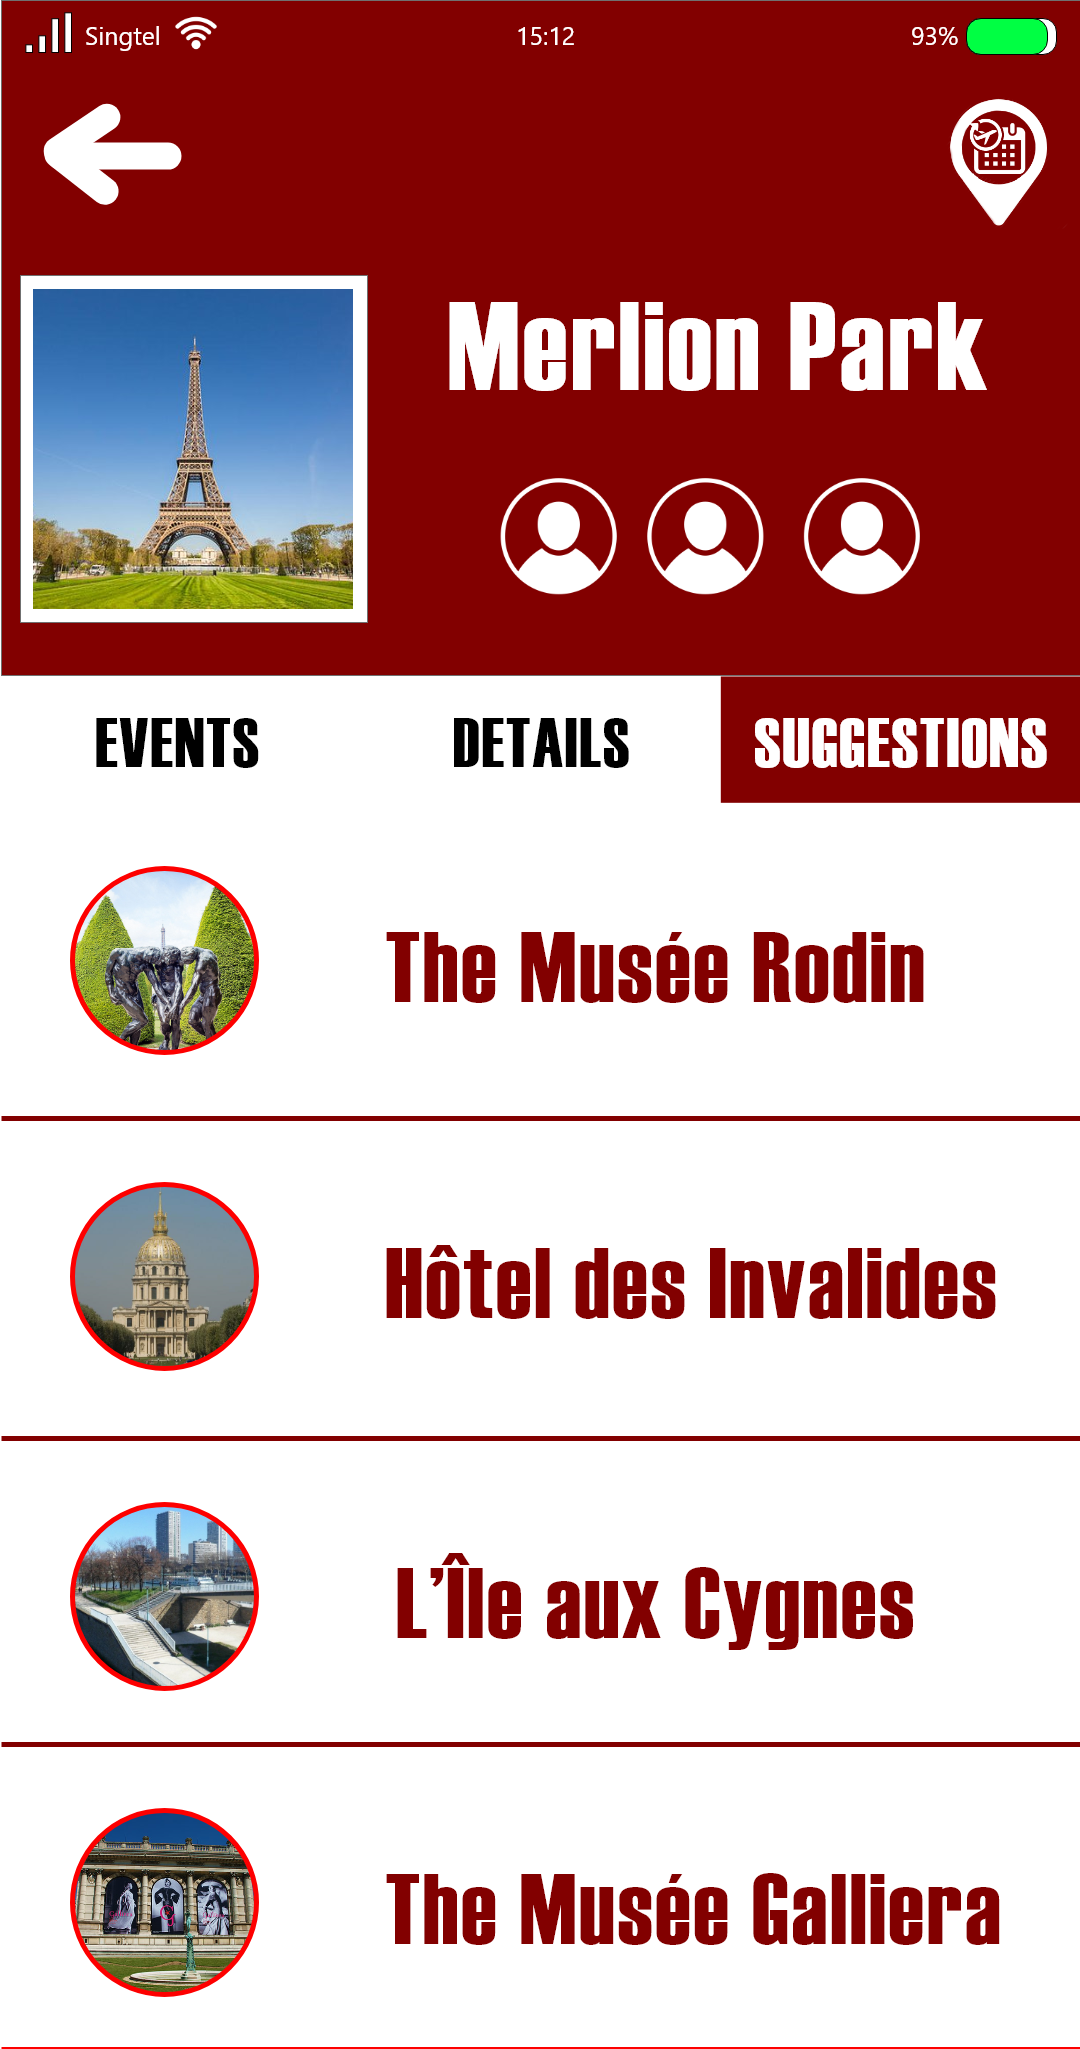 Singtel
15:12
93%
Merlion Park
EVENTS
DETAILS
SUGGESTIONS
The Musée Rodin
Hôtel des Invalides
L'Île aux Cygnes
The Musée Galliera